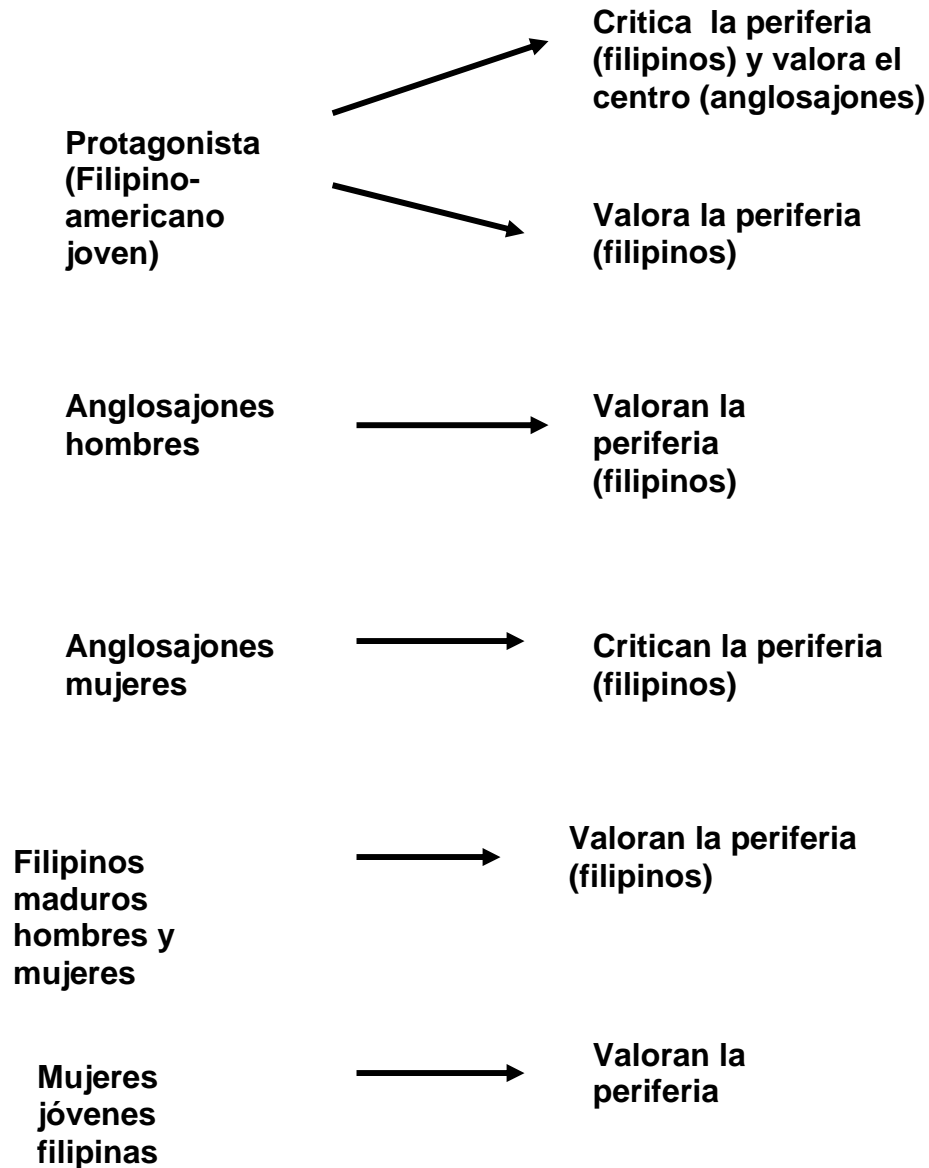 Critica  la periferia
(filipinos) y valora el
centro (anglosajones)
Protagonista
(Filipino-
americano
joven)
Valora la periferia
(filipinos)
Anglosajones
hombres
Valoran la
periferia
(filipinos)
Anglosajones
mujeres
Critican la periferia
(filipinos)
Filipinos
maduros
hombres y
mujeres
Valoran la periferia
(filipinos)
Mujeres
jóvenes
filipinas
Valoran la
periferia